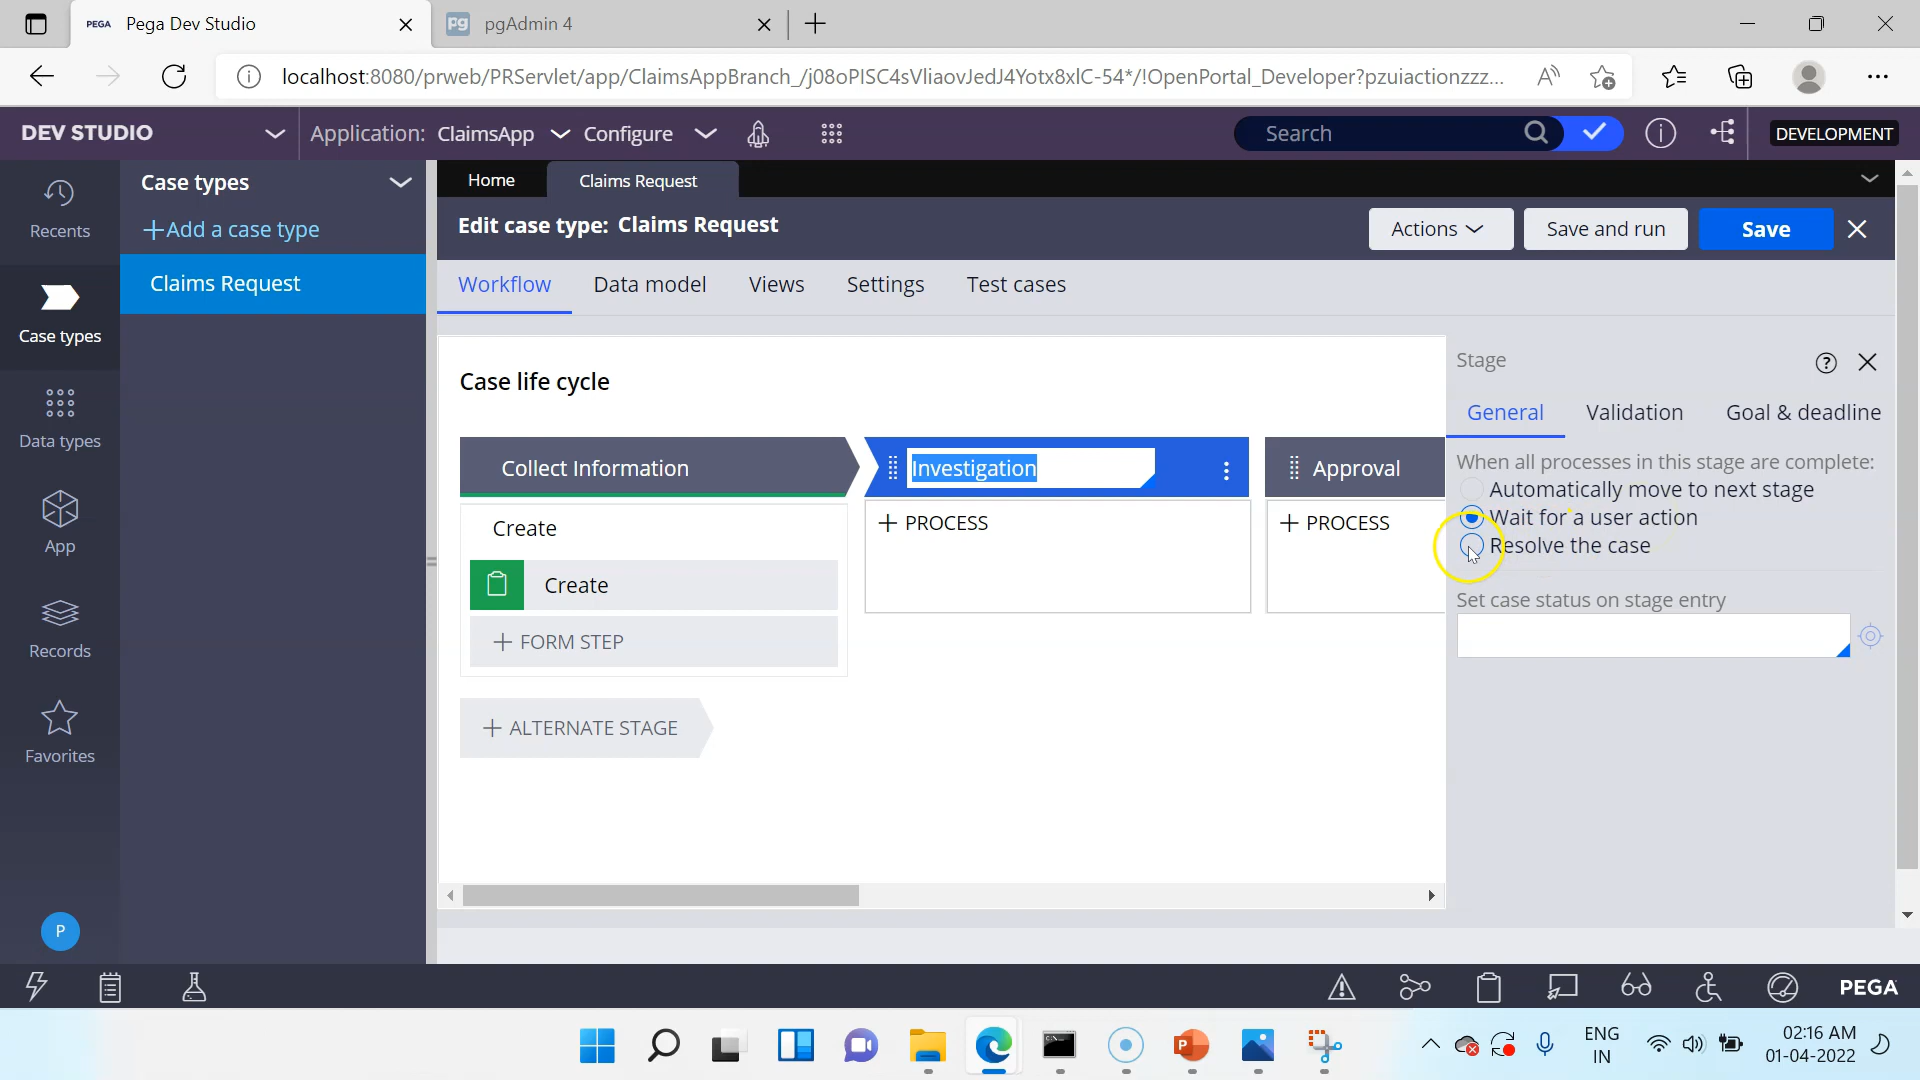 PEGA Pega Dev Studio
pg pgAdmin 4
localhost:8080/prweb/PRServlet/app/ClaimsAppBranch_/j08oPISC4sVliaovJedJ4Yotx8xlC-54*/!OpenPortal_Developer?pzuiactionzzz...
DEV STUDIO
Application: ClaimsApp
Configure
Search
DEVELOPMENT
Recents
Case types
Data types
App
Records
Favorites
P
Case types
+Add a case type
Claims Request
Home
Claims Request
Edit case type: Claims Request
Actions
Save and run
Save
Workflow
Data model
Views
Settings
Test cases
Case life cycle
Collect Information
Investigation
Approval
Create
+ PROCESS
+ PROCESS
Create
+ FORM STEP
+ ALTERNATE STAGE
Stage
General
Validation
Goal & deadline
When all processes in this stage are complete:
Automatically move to next stage
Wait for a user action
Resolve the case
Set case status on stage entry
PEGA
ENG
IN
02:16 AM
01-04-2022